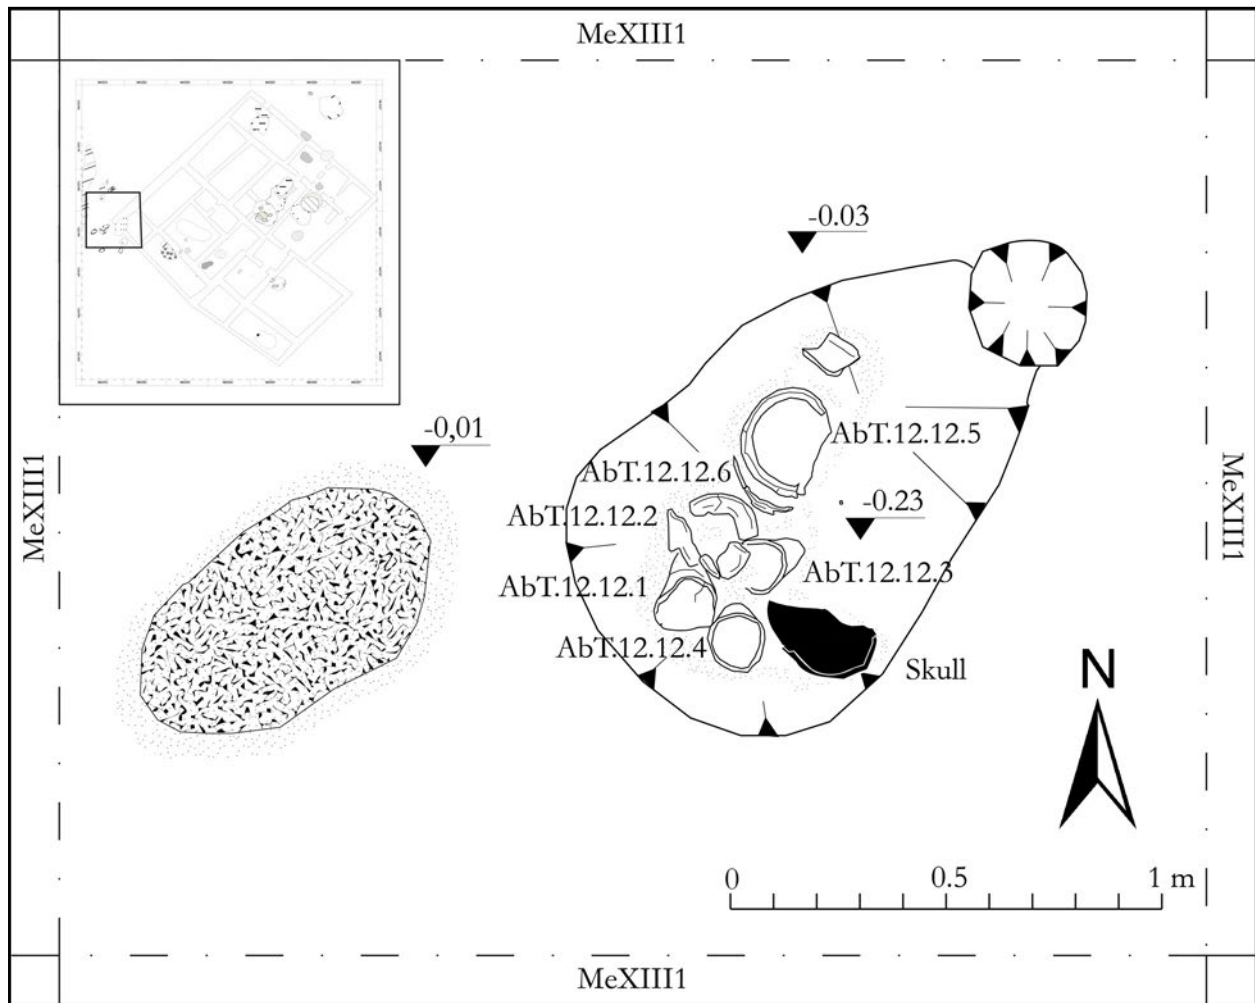 MeXIII1
-0.03
-0,01
AbT.12.12.5
AbT.12.12.6
MeXIII1
MeXIII1
-0.23
AbT.12.12.2
AbT.12.12.3
AbT.12.12.1
AbT.12.12.4
Skull
N
0 0.5 1 m
MeXIII1